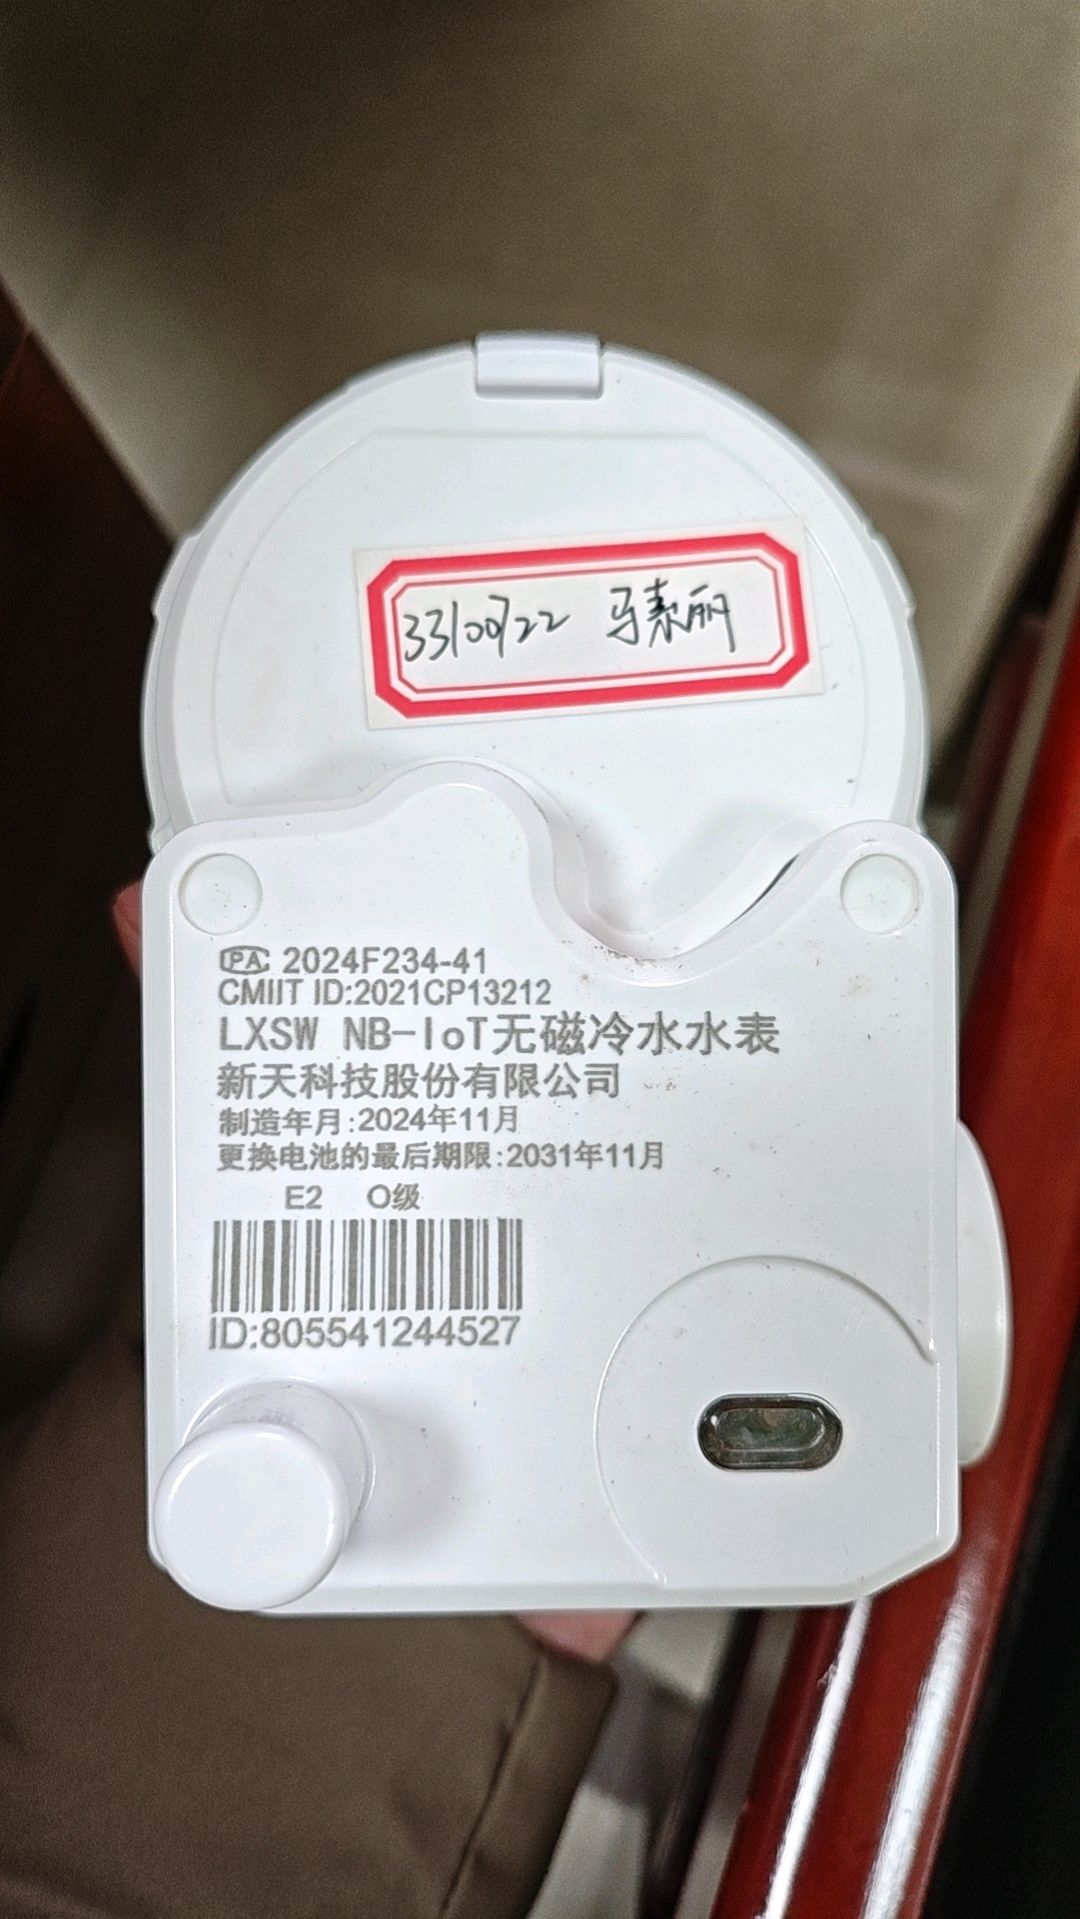 33100722 马素丽
PA 2024F234-41
CMIIT ID:2021CP13212
LXSW NB-IoT无磁冷水水表
新天科技股份有限公司
制造年月:2024年11月
更换电池的最后期限:2031年11月
E2 O级
ID:805541244527